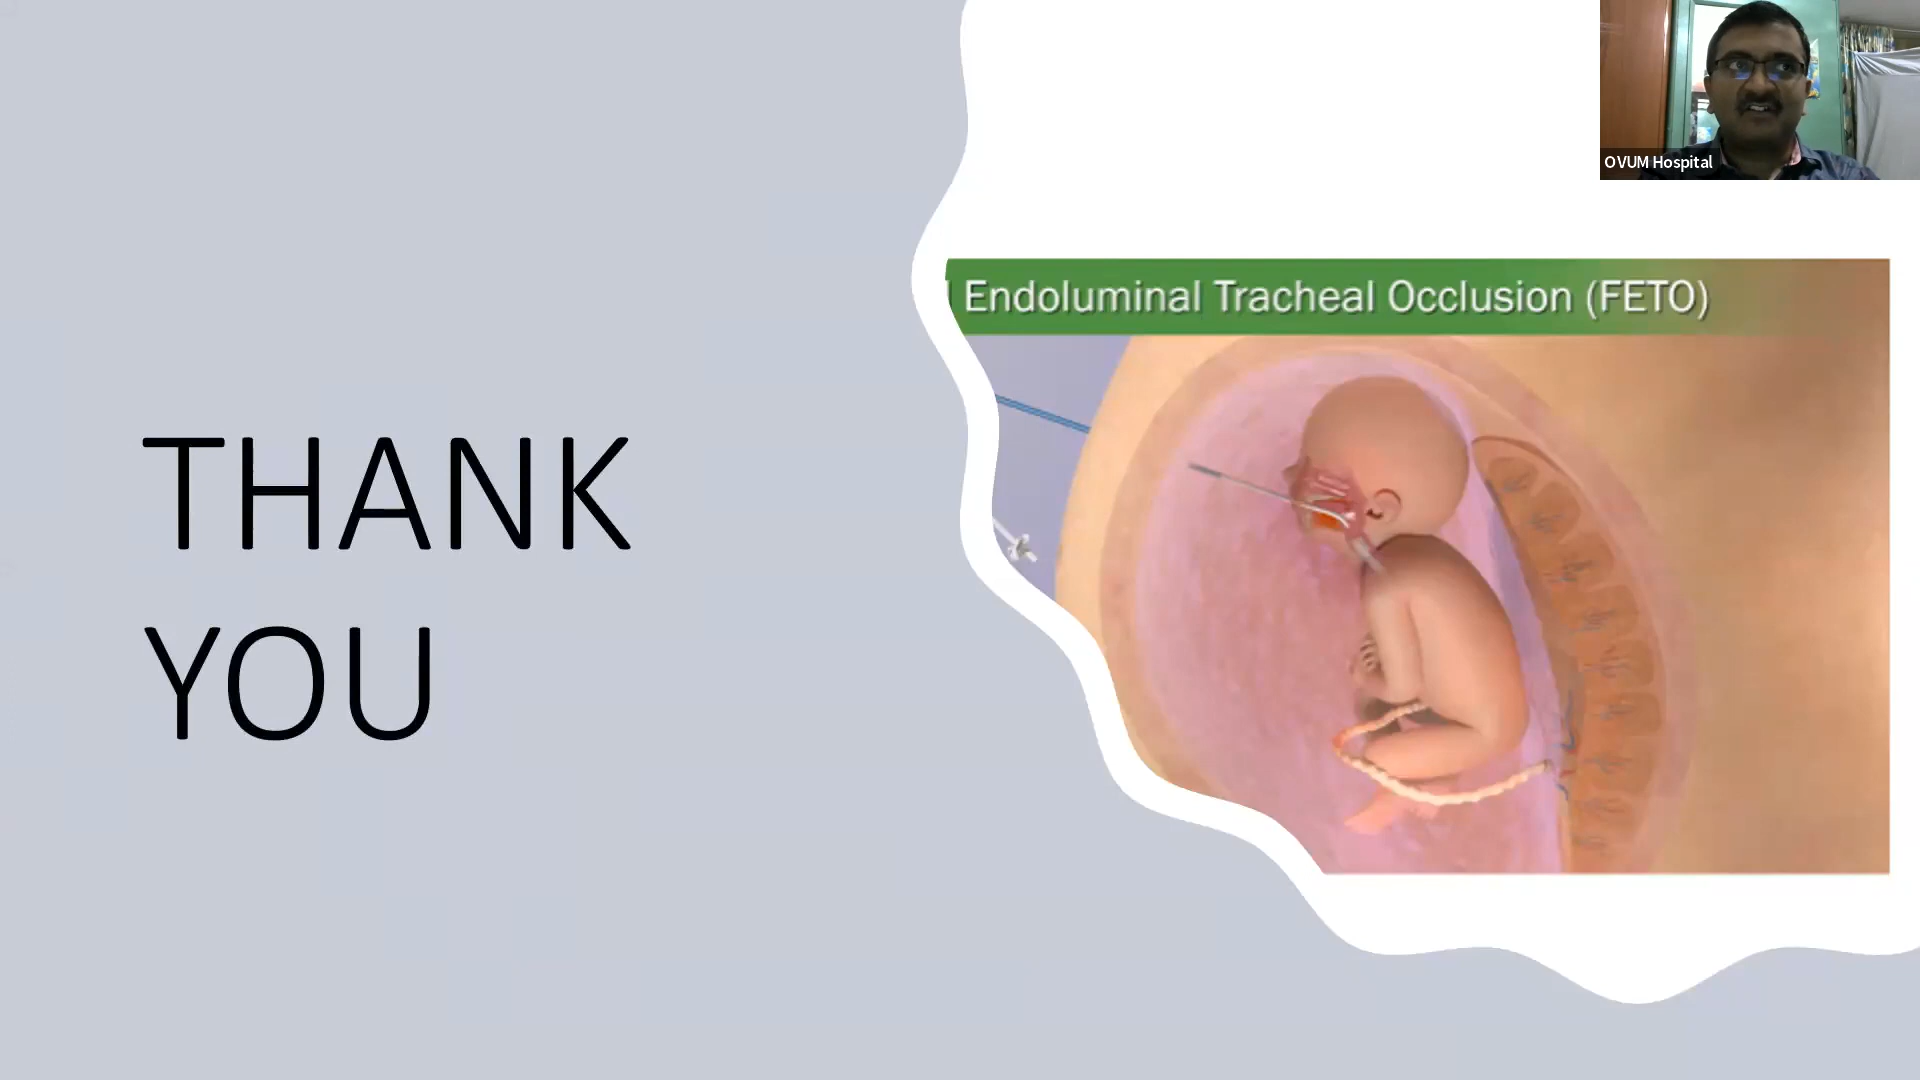 THANK
YOU
Endoluminal Tracheal Occlusion (FETO)
OVUM Hospital